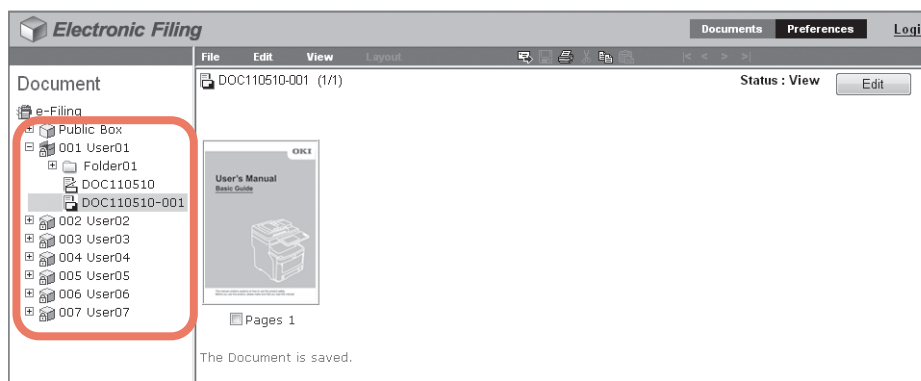 Electronic Filing
Documents Preferences Logi
File Edit View Layout |< < > >|
Document
DOC110510-001 (1/1)
Status : View
Edit
e-Filing
Public Box
001 User01
Folder01
DOC110510
DOC110510-001
002 User02
003 User03
004 User04
005 User05
006 User06
007 User07
OKI
User's Manual
Basic Guide
Pages 1
The Document is saved.